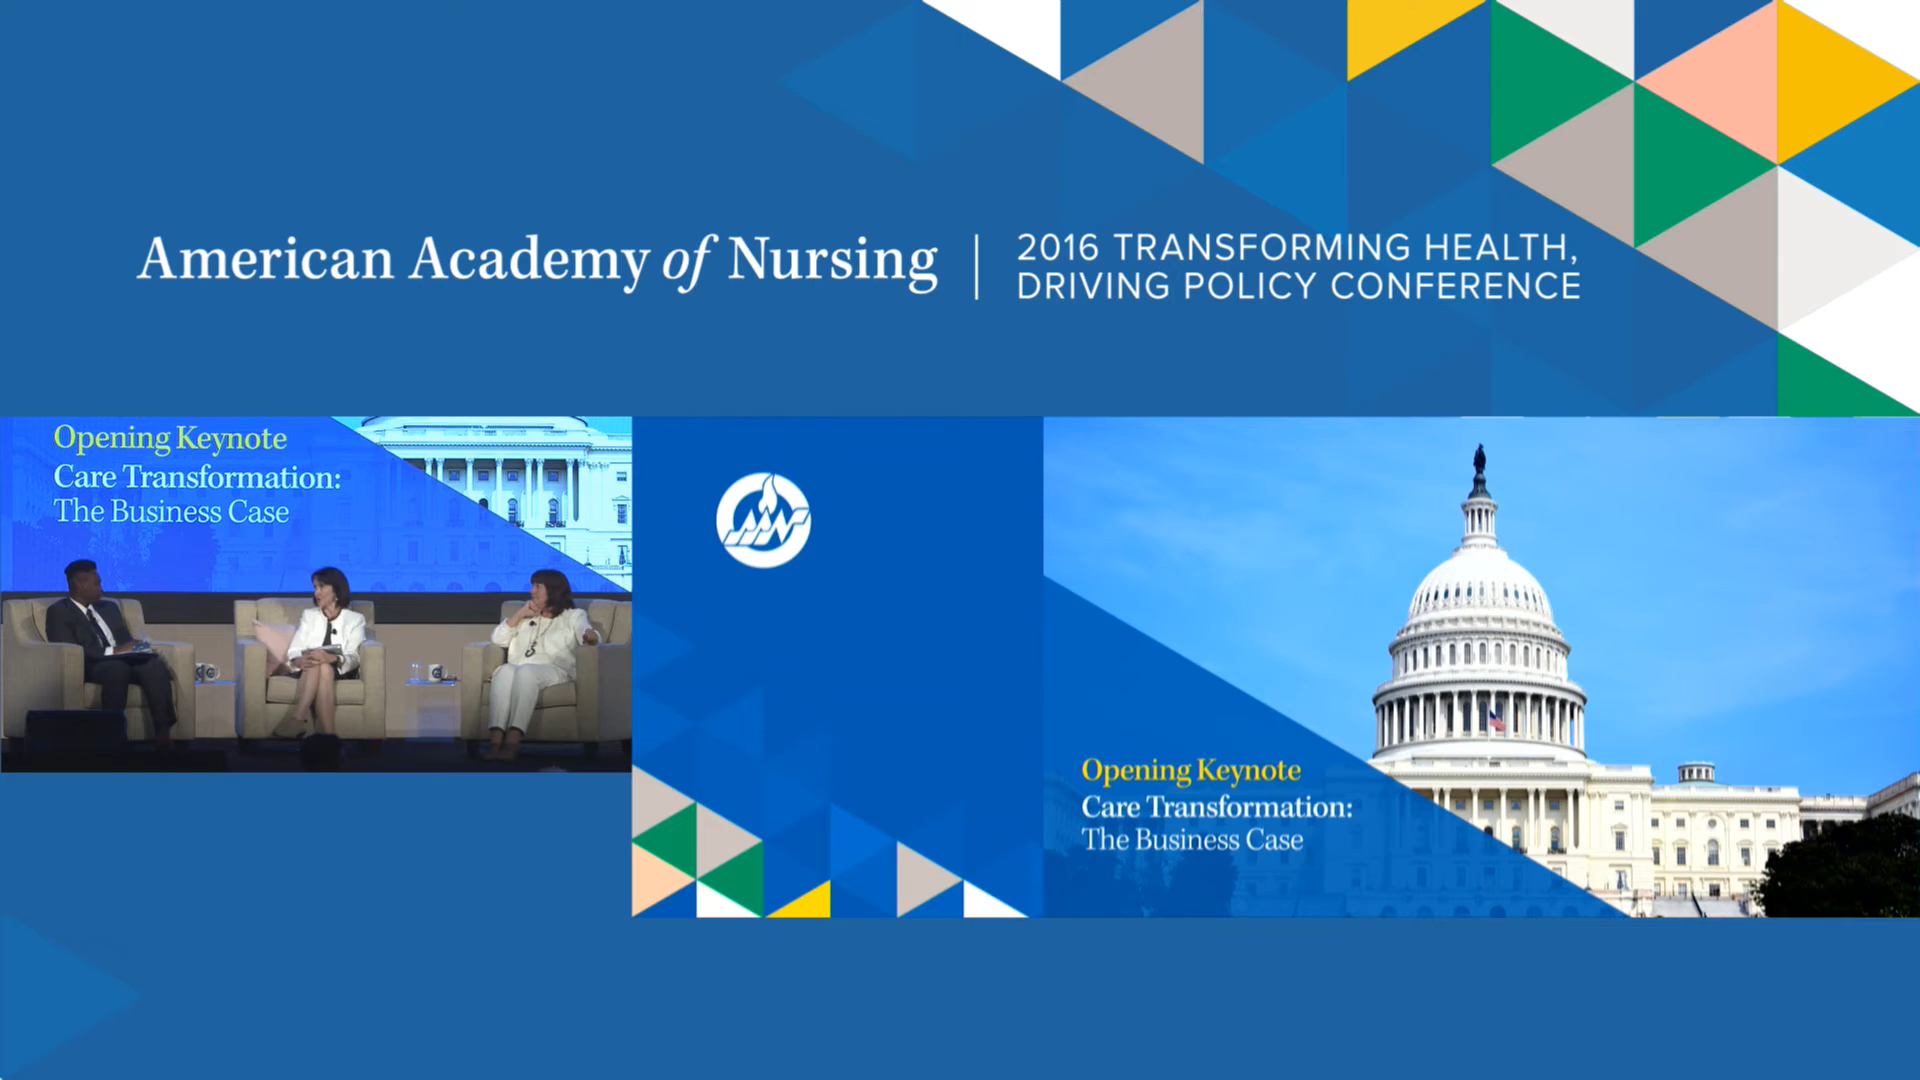 American Academy of Nursing
2016 TRANSFORMING HEALTH,
DRIVING POLICY CONFERENCE
Opening Keynote
Care Transformation:
The Business Case
Opening Keynote
Care Transformation:
The Business Case